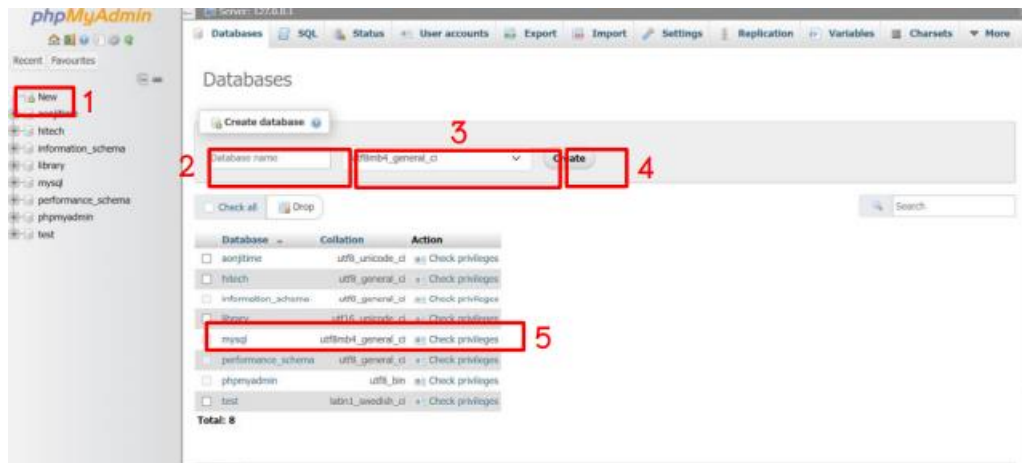 phpMyAdmin
Recent Favourites
New
aonjitime
hitech
information_schema
library
mysql
performance_schema
phpmyadmin
test
Server: 127.0.0.1
Databases SQL Status User accounts Export Import Settings Replication Variables Charsets More
Databases
Create database
Database name utf8mb4_general_ci Create
Check all Drop Search
Database Collation Action
aonjitime utf8_unicode_ci Check privileges
hitech utf8_general_ci Check privileges
information_schema utf8_general_ci Check privileges
library utf16_unicode_ci Check privileges
mysql utf8mb4_general_ci Check privileges
performance_schema utf8_general_ci Check privileges
phpmyadmin utf8_bin Check privileges
test latin1_swedish_ci Check privileges
Total: 8
1
2
3
4
5